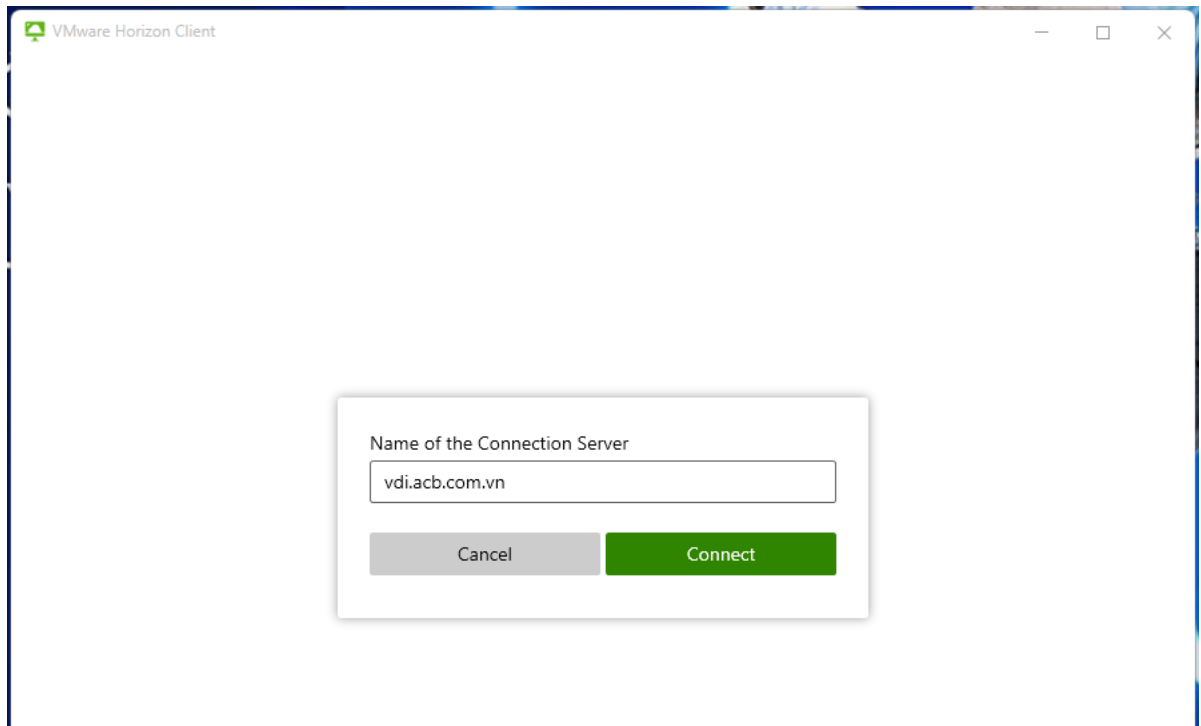 VMware Horizon Client
Name of the Connection Server
vdi.acb.com.vn
Cancel
Connect